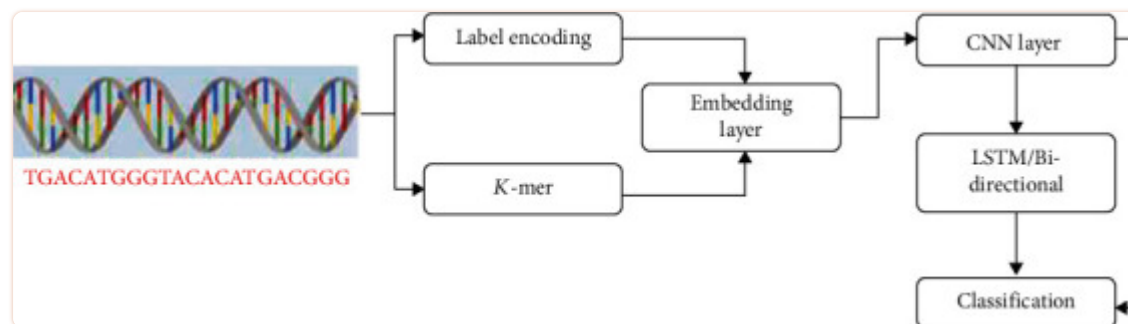 TGACATGGGTACACATGACGGG
Label encoding
K-mer
Embedding
layer
CNN layer
LSTM/Bi-
directional
Classification